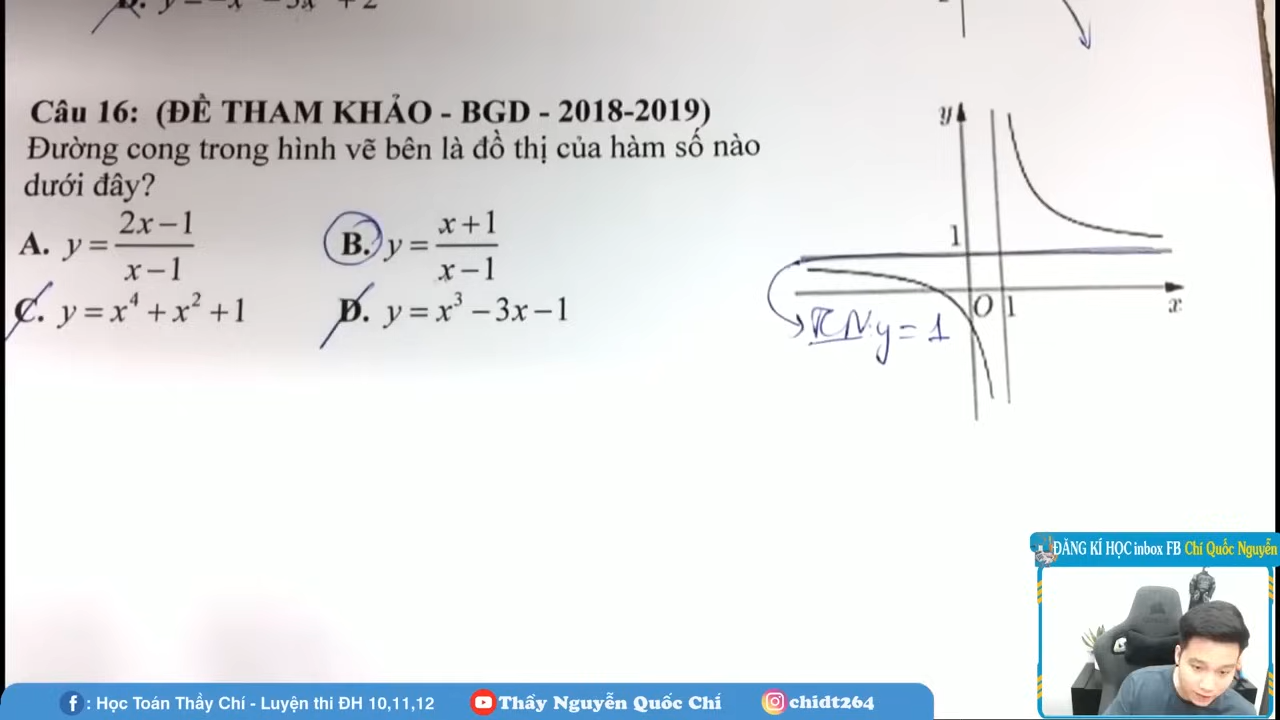 D. y = -x³ - 3x² + 2
Câu 16: (ĐỀ THAM KHẢO - BGD - 2018-2019)
Đường cong trong hình vẽ bên là đồ thị của hàm số nào
dưới đây?
A. y = (2x-1)/(x-1)
B. y = (x+1)/(x-1)
C. y = x⁴ + x² + 1
D. y = x³ - 3x - 1
y
1
O 1
x
TCN y = 1
ĐĂNG KÍ HỌC inbox FB Chí Quốc Nguyễn
f : Học Toán Thầy Chí - Luyện thi ĐH 10,11,12
Thầy Nguyễn Quốc Chí
chidt264